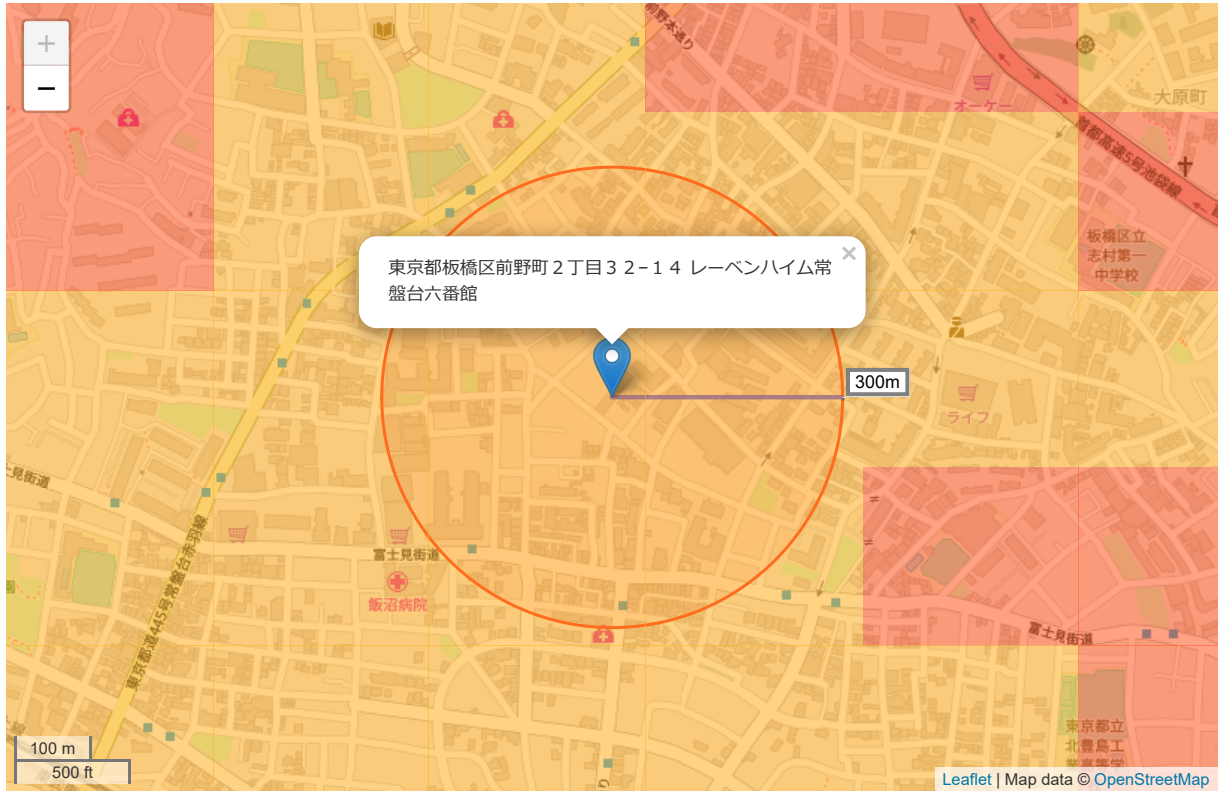 +
−
前野本通り
オーケー
大原町
首都高速5号池袋線
板橋区立
志村第一
中学校
東京都板橋区前野町２丁目３２−１４ レーベンハイム常
盤台六番館
×
300m
ライフ
士見街道
富士見街道
飯沼病院
東京都道445号常盤台赤羽線
富士見街道
東京都立
北豊島工
業高等学
100 m
500 ft
Leaflet | Map data © OpenStreetMap